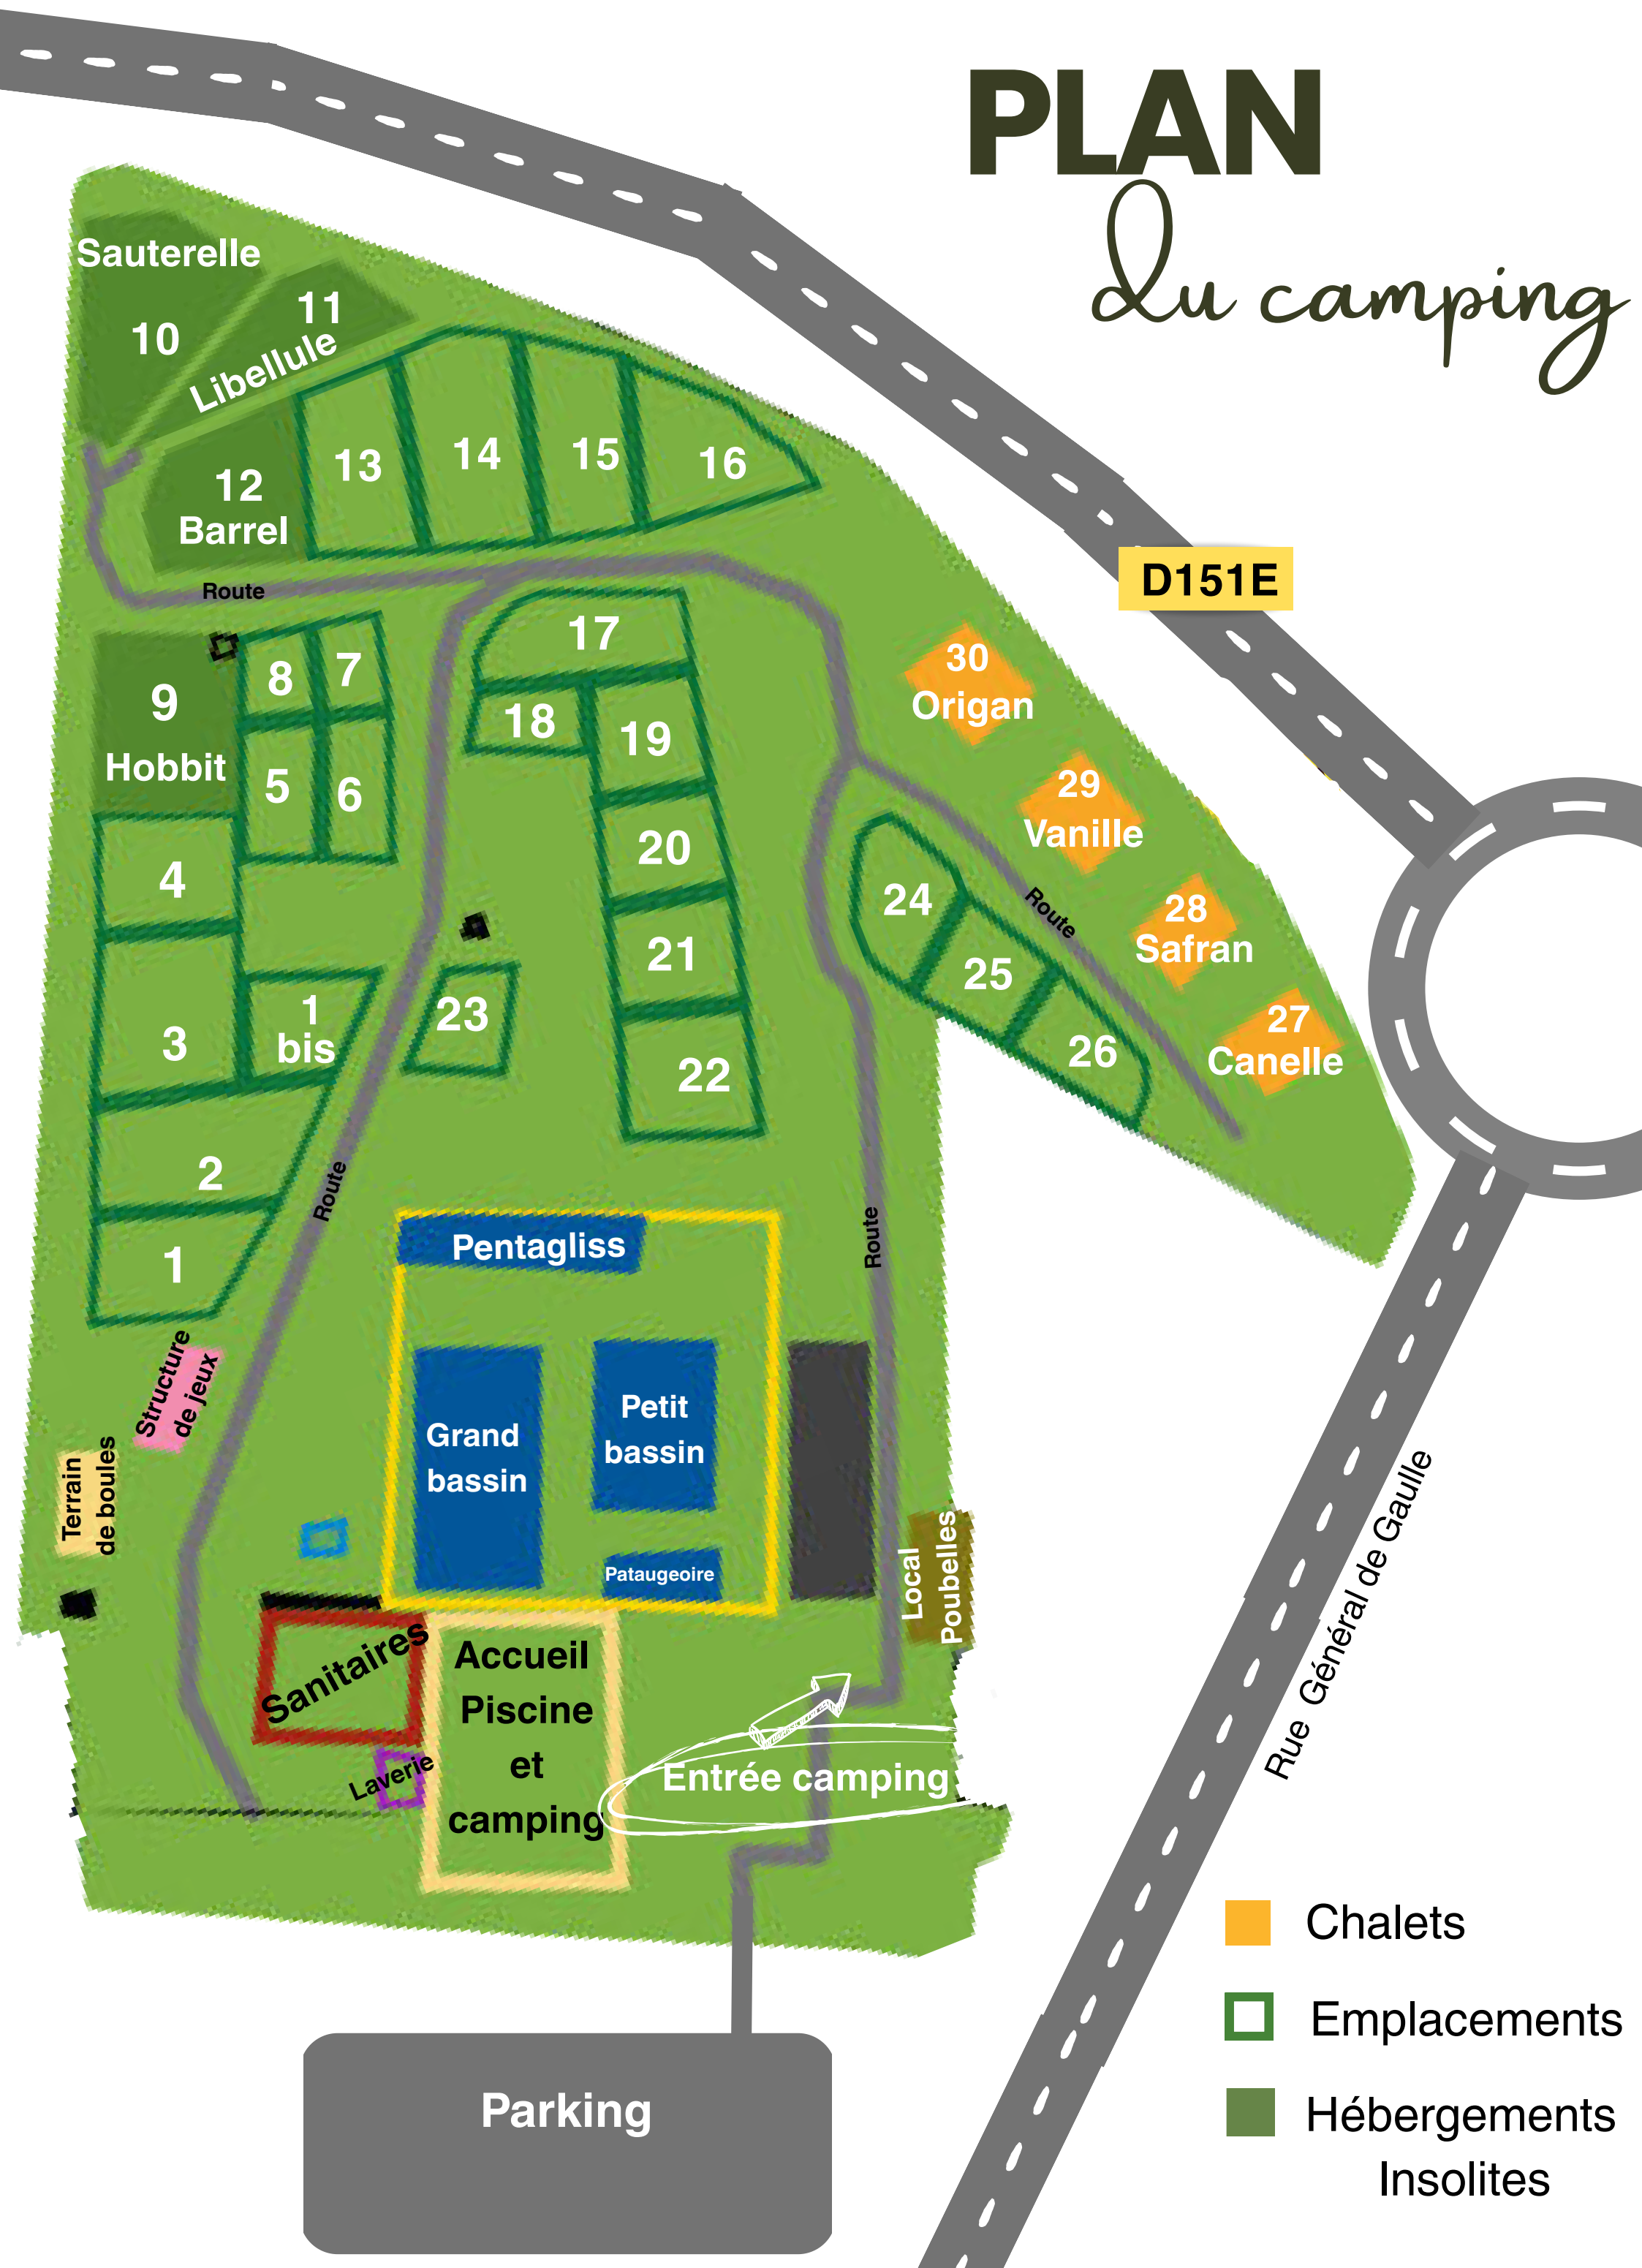 PLAN
du camping
Sauterelle
10
11
Libellule
12
Barrel
13
14
15
16
D151E
Route
9
Hobbit
8
7
5
6
17
18
19
20
21
22
30
Origan
29
Vanille
28
Safran
27
Canelle
Route
24
25
26
4
3
1
bis
23
2
1
Route
Route
Pentagliss
Grand
bassin
Petit
bassin
Pataugeoire
Structure
de jeux
Terrain
de boules
Local
Poubelles
Sanitaires
Laverie
Accueil
Piscine
et
camping
Entrée camping
Rue Général de Gaulle
Parking
Chalets
Emplacements
Hébergements
Insolites